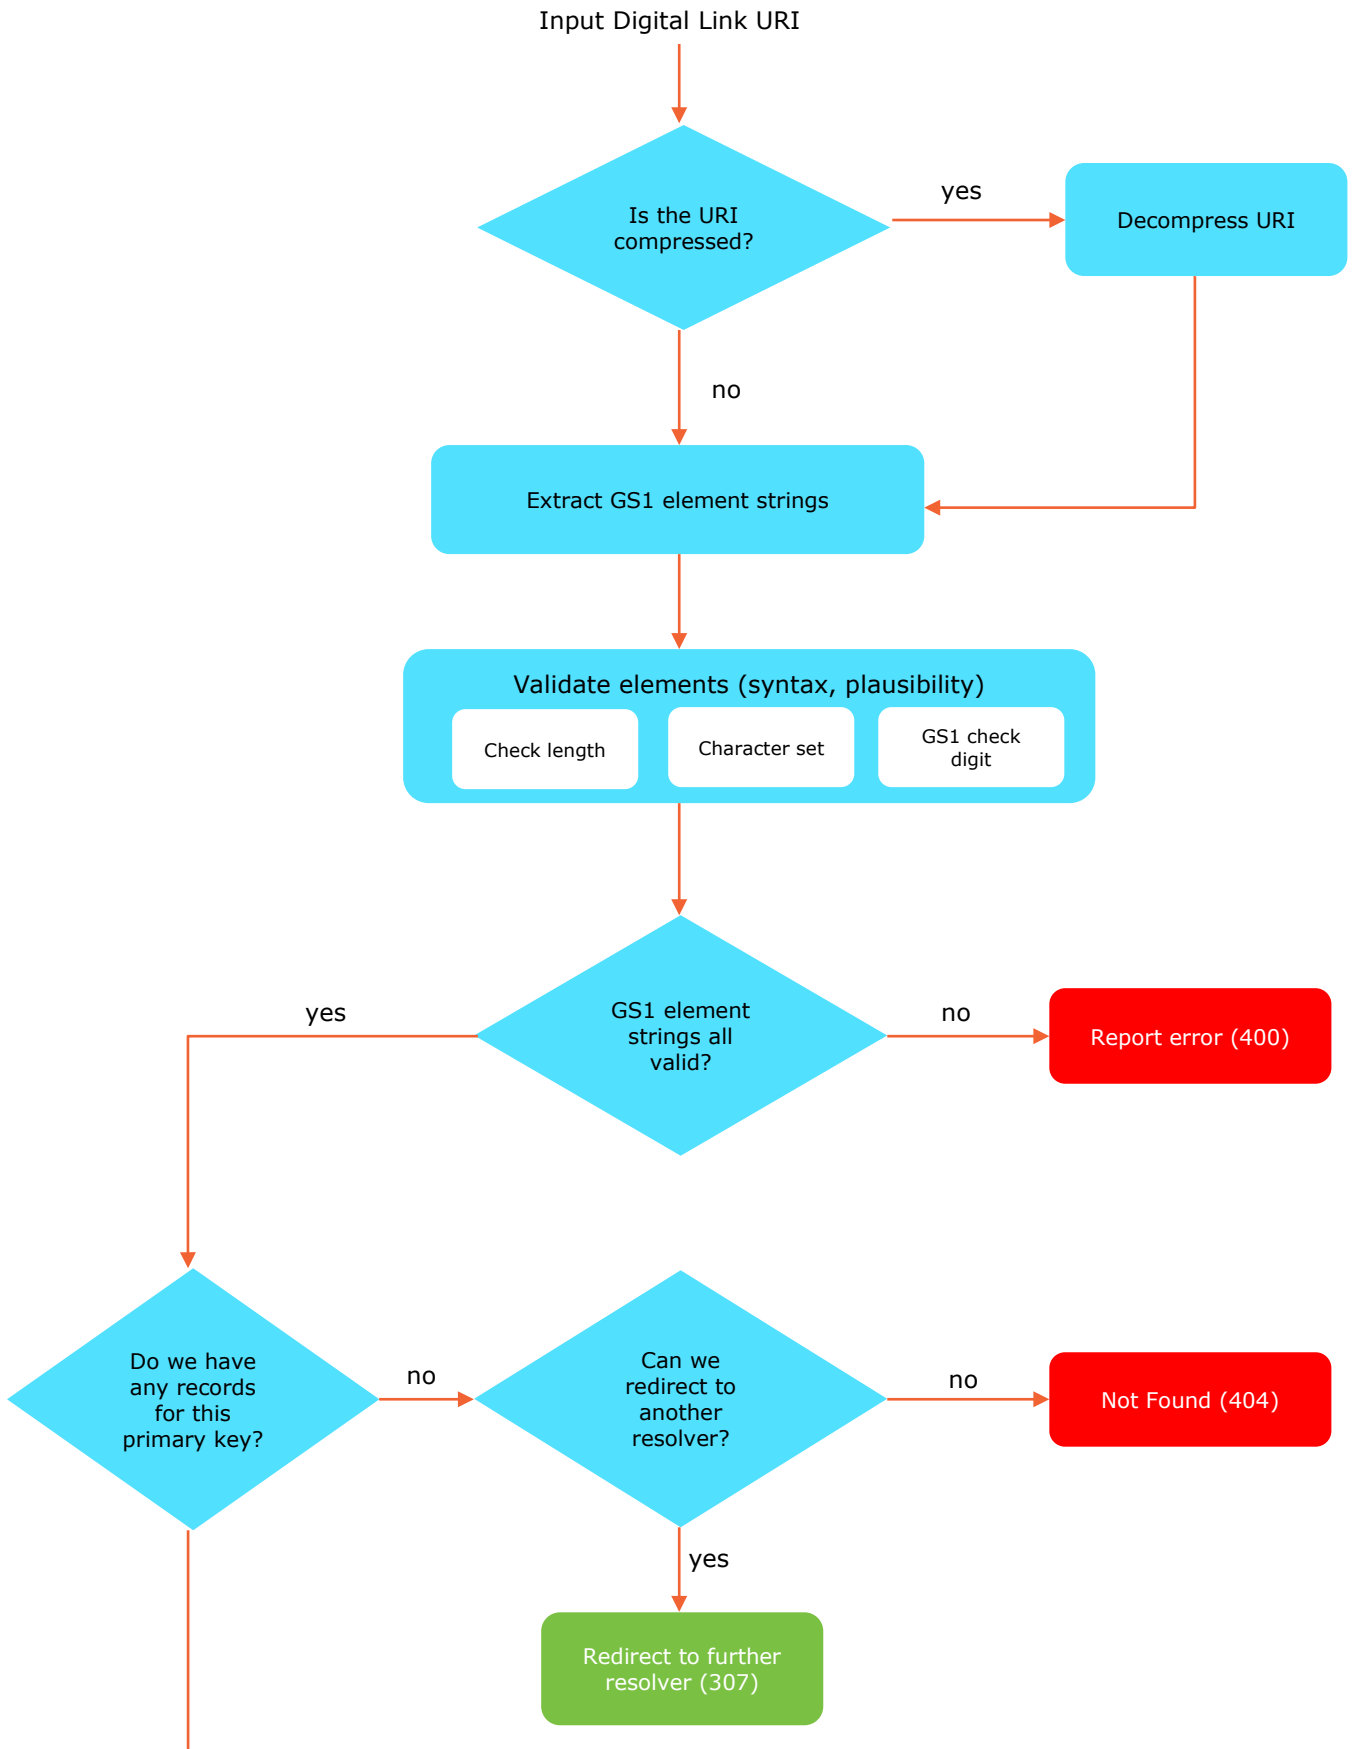 Input Digital Link URI
Is the URI
compressed?
yes
Decompress URI
no
Extract GS1 element strings
Validate elements (syntax, plausibility)
Check length
Character set
GS1 check
digit
GS1 element
strings all
valid?
yes
no
Report error (400)
Do we have
any records
for this
primary key?
no
Can we
redirect to
another
resolver?
no
Not Found (404)
yes
Redirect to further
resolver (307)